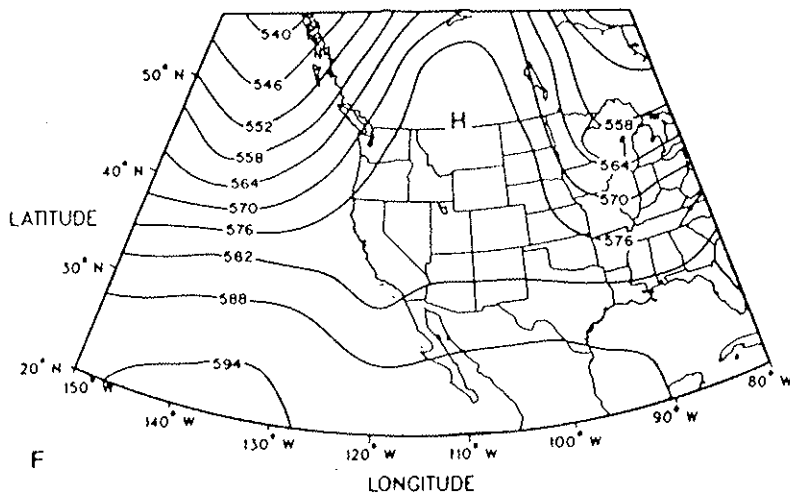 540
50° N
546
552
H
558
558
40° N
564
564
570
570
LATITUDE
576
576
30° N
582
588
20° N
594
150° W
80° W
140° W
90° W
130° W
100° W
120° W
110° W
F
LONGITUDE